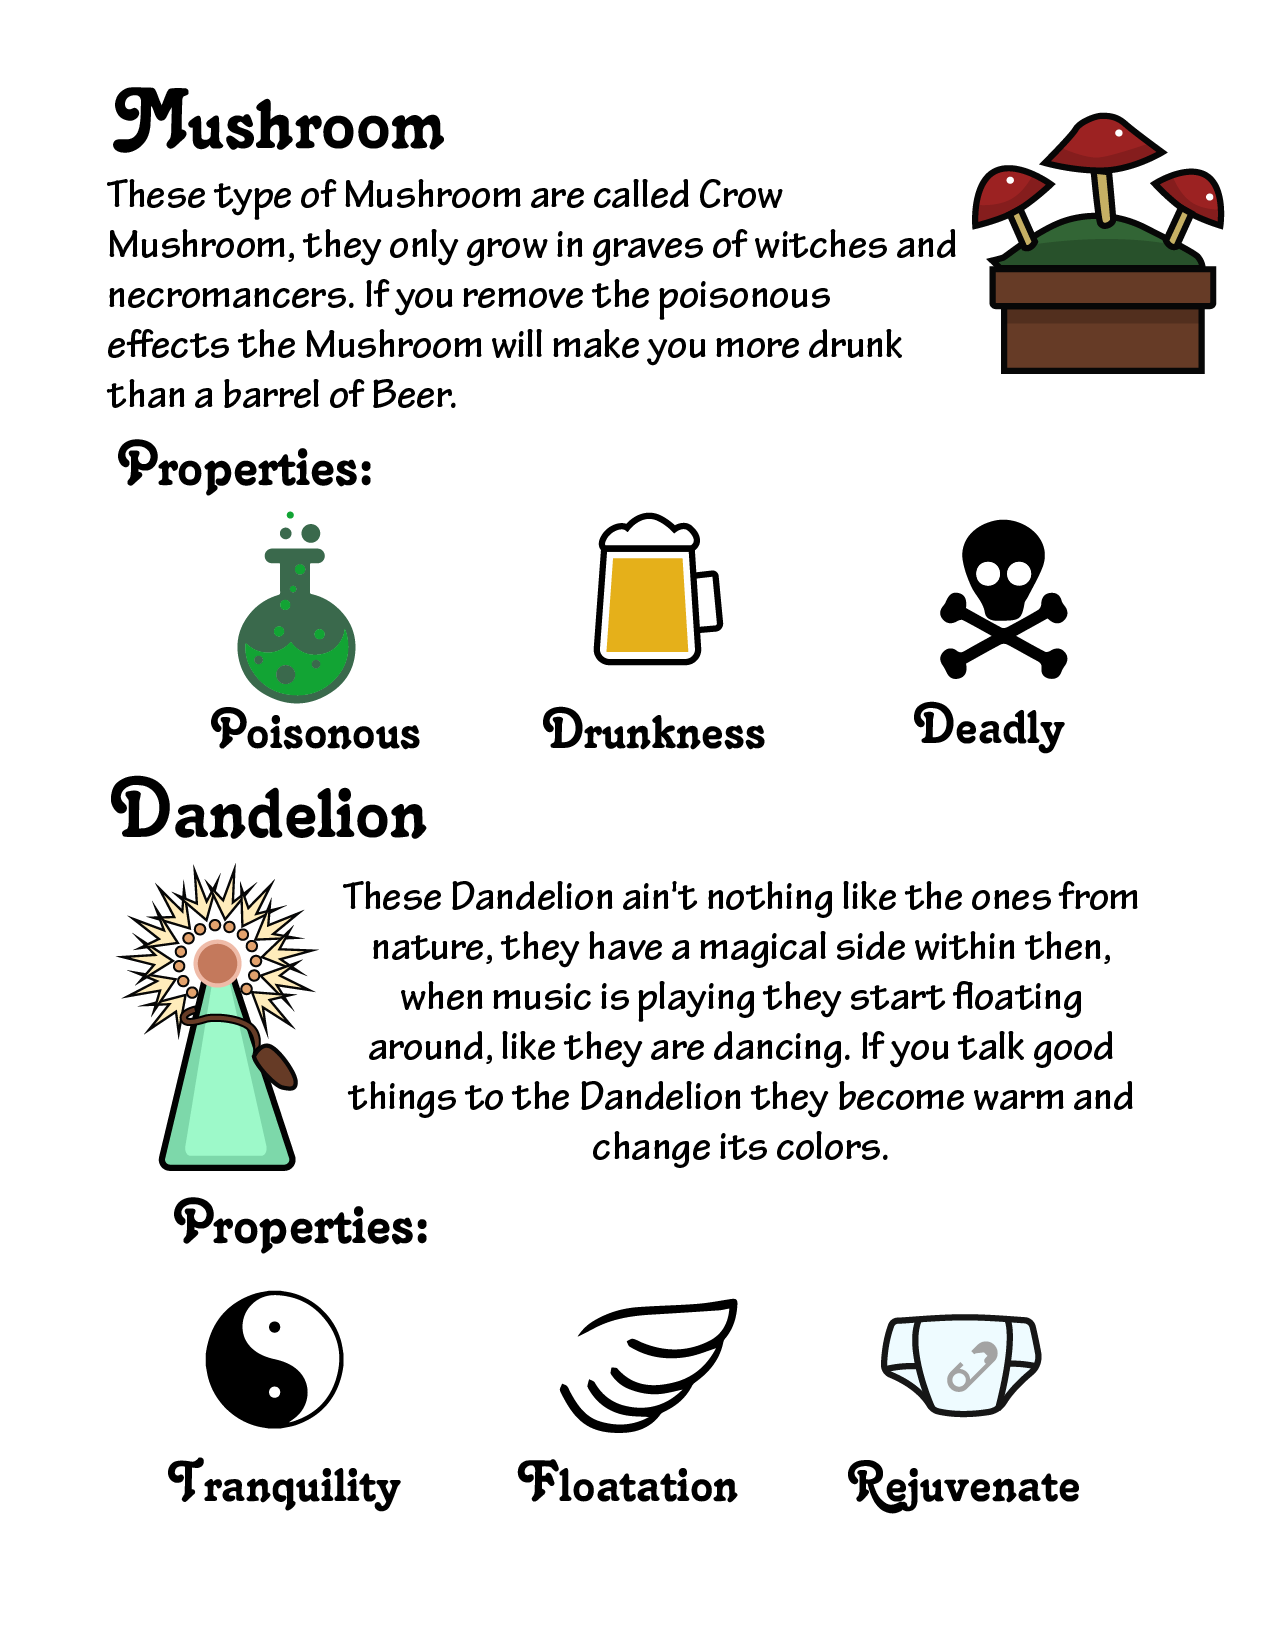 Mushroom
These type of Mushroom are called Crow
Mushroom, they only grow in graves of witches and
necromancers. If you remove the poisonous
effects the Mushroom will make you more drunk
than a barrel of Beer.
Properties:
Poisonous
Drunkness
Deadly
Dandelion
These Dandelion ain't nothing like the ones from
nature, they have a magical side within then,
when music is playing they start floating
around, like they are dancing. If you talk good
things to the Dandelion they become warm and
change its colors.
Properties:
Tranquility
Floatation
Rejuvenate